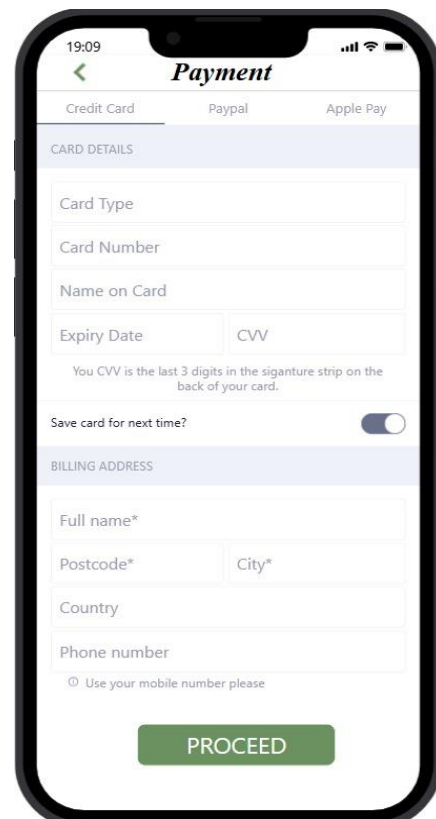 19:09
Payment
Credit Card Paypal Apple Pay
CARD DETAILS
Card Type
Card Number
Name on Card
Expiry Date CVV
You CVV is the last 3 digits in the siganture strip on the
back of your card.
Save card for next time?
BILLING ADDRESS
Full name*
Postcode* City*
Country
Phone number
Use your mobile number please
PROCEED